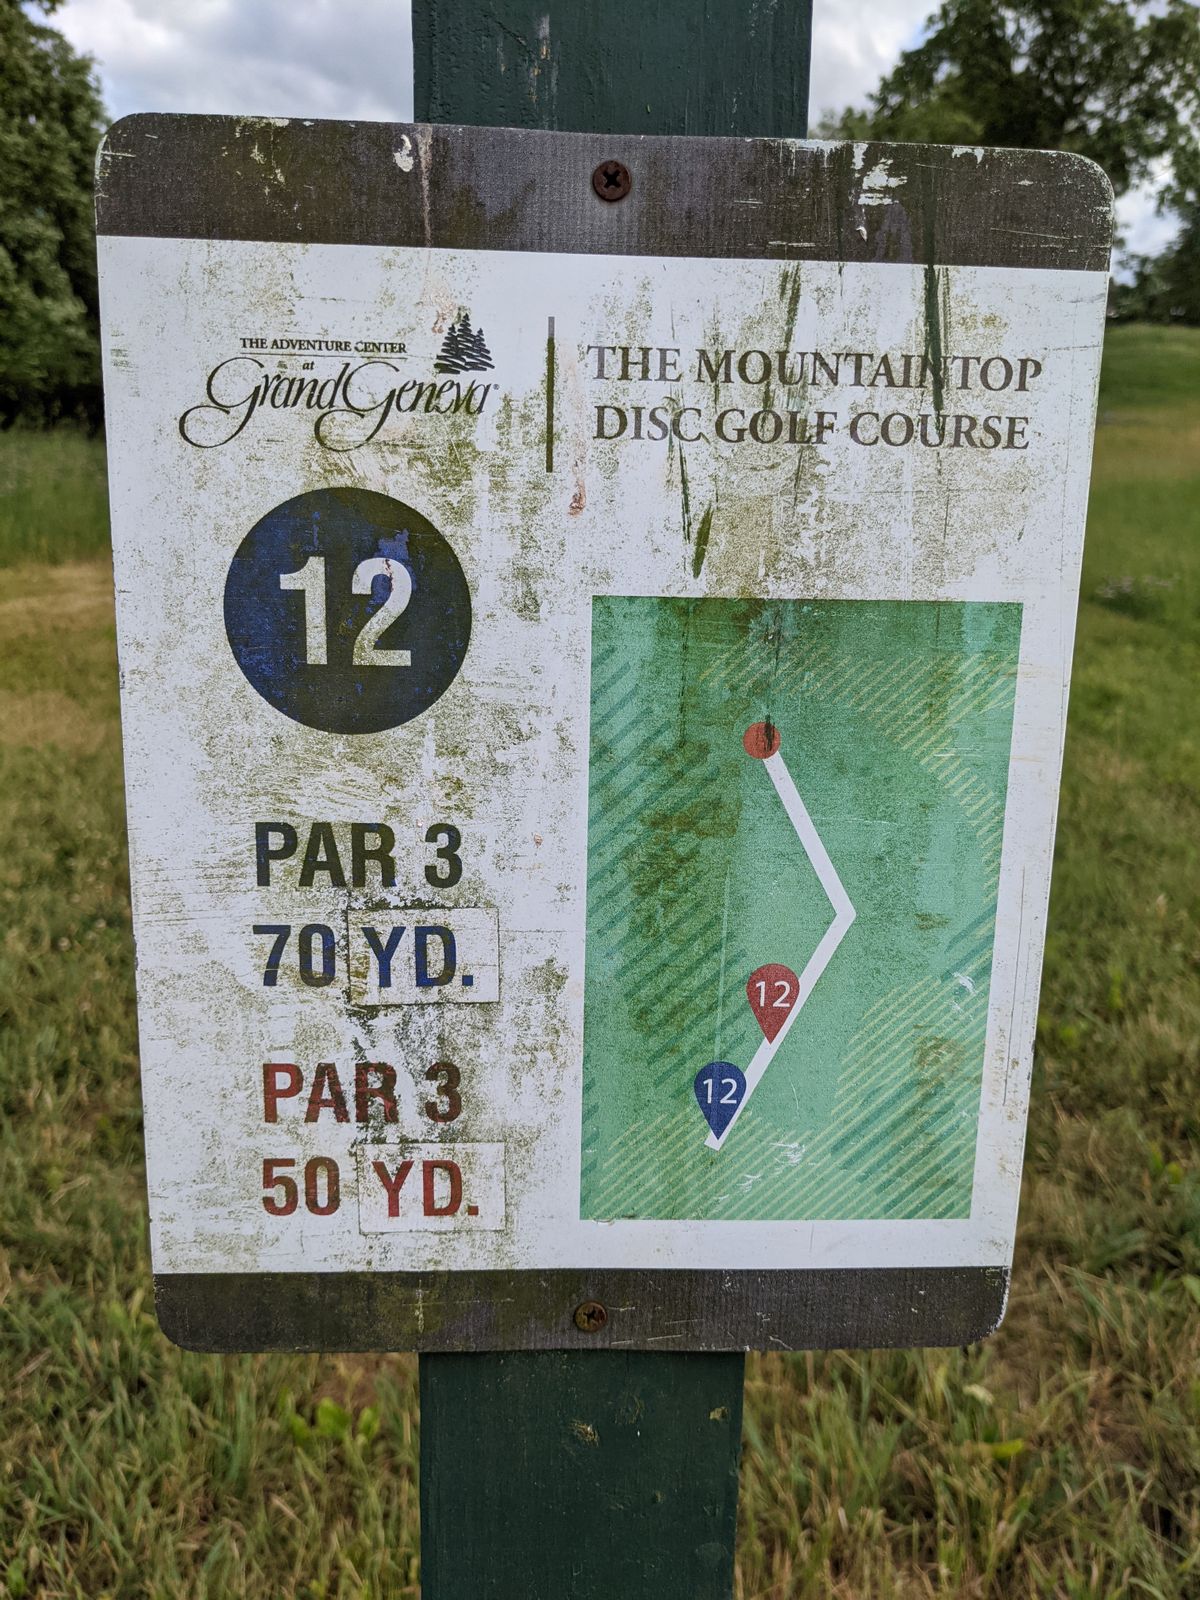 THE ADVENTURE CENTER
at
Grand Geneva®
THE MOUNTAINTOP
DISC GOLF COURSE
12
PAR 3
70 YD.
PAR 3
50 YD.
12
12